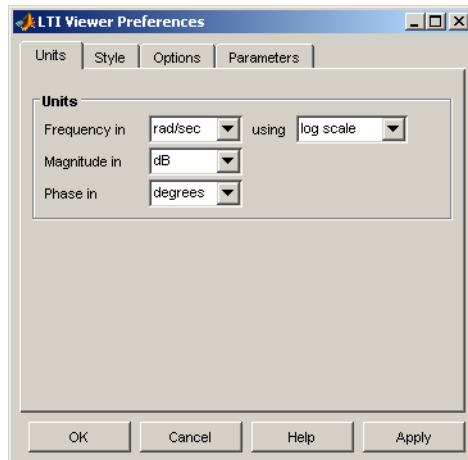 LTI Viewer Preferences
Units Style Options Parameters
Units
Frequency in rad/sec using log scale
Magnitude in dB
Phase in degrees
OK Cancel Help Apply